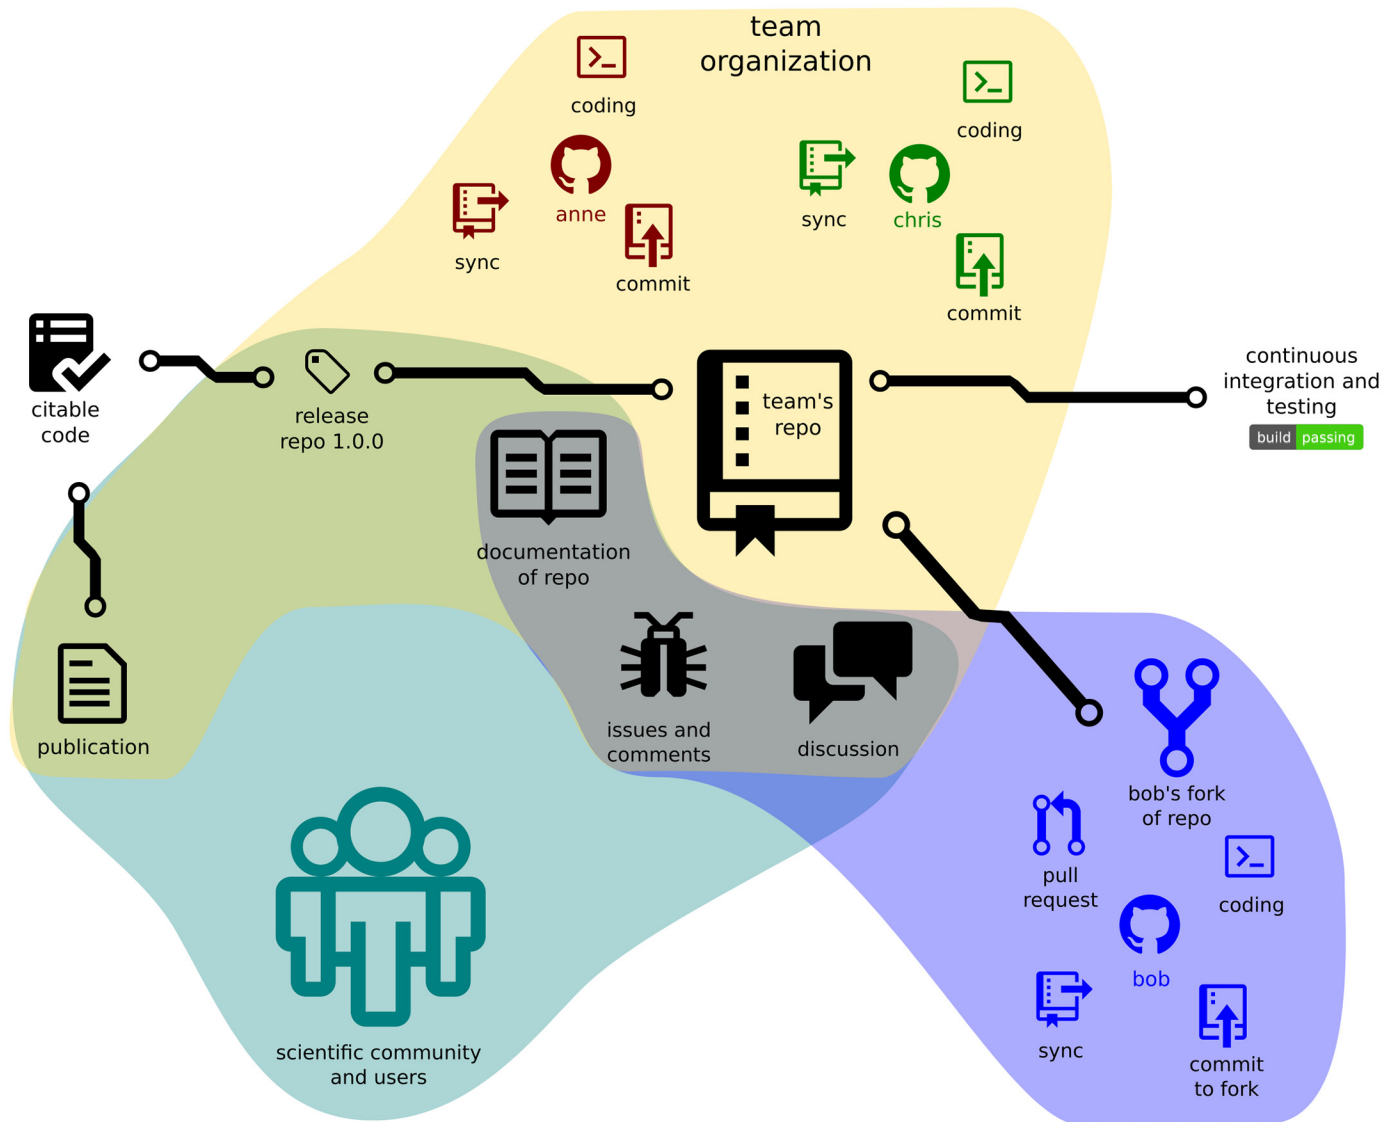 team
organization
coding
anne
sync
commit
coding
sync
chris
commit
citable
code
release
repo 1.0.0
team's
repo
continuous
integration and
testing
build passing
documentation
of repo
issues and
comments
discussion
publication
scientific community
and users
bob's fork
of repo
pull
request
coding
bob
sync
commit
to fork